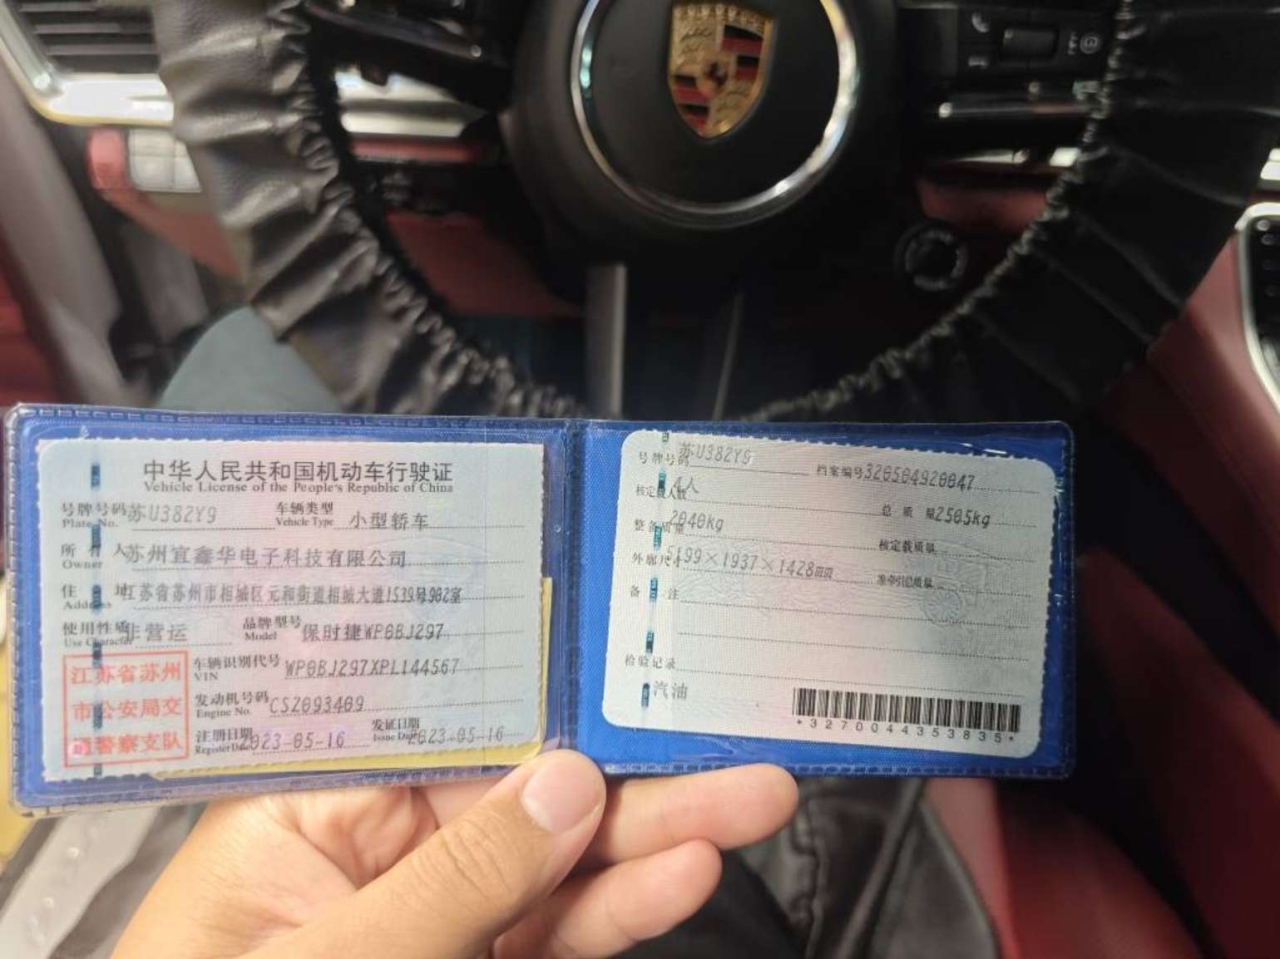 中华人民共和国机动车行驶证
Vehicle License of the People's Republic of China
号牌号码 苏U382Y9 车辆类型 小型轿车
Plate No. Vehicle Type
所有人 苏州宜鑫华电子科技有限公司
Owner
住址 江苏省苏州市相城区元和街道相城大道1539号902室
Address
使用性质 非营运 品牌型号 保时捷WP0BJ297
Use Character Model
江苏省苏州
市公安局交
通警察支队
车辆识别代号 WP0BJ297XPL144567
VIN
发动机号码 CSZ093409
Engine No.
注册日期 2023-05-16 发证日期 2023-05-16
Register Date Issue Date
号牌号码 苏U382Y9 档案编号 320504920047
核定载人数 4人 总质量 2505kg
整备质量 2040kg 核定载质量
外廓尺寸 5199×1937×1428mm 准牵引总质量
备注
检验记录
汽油
*3270044353835*